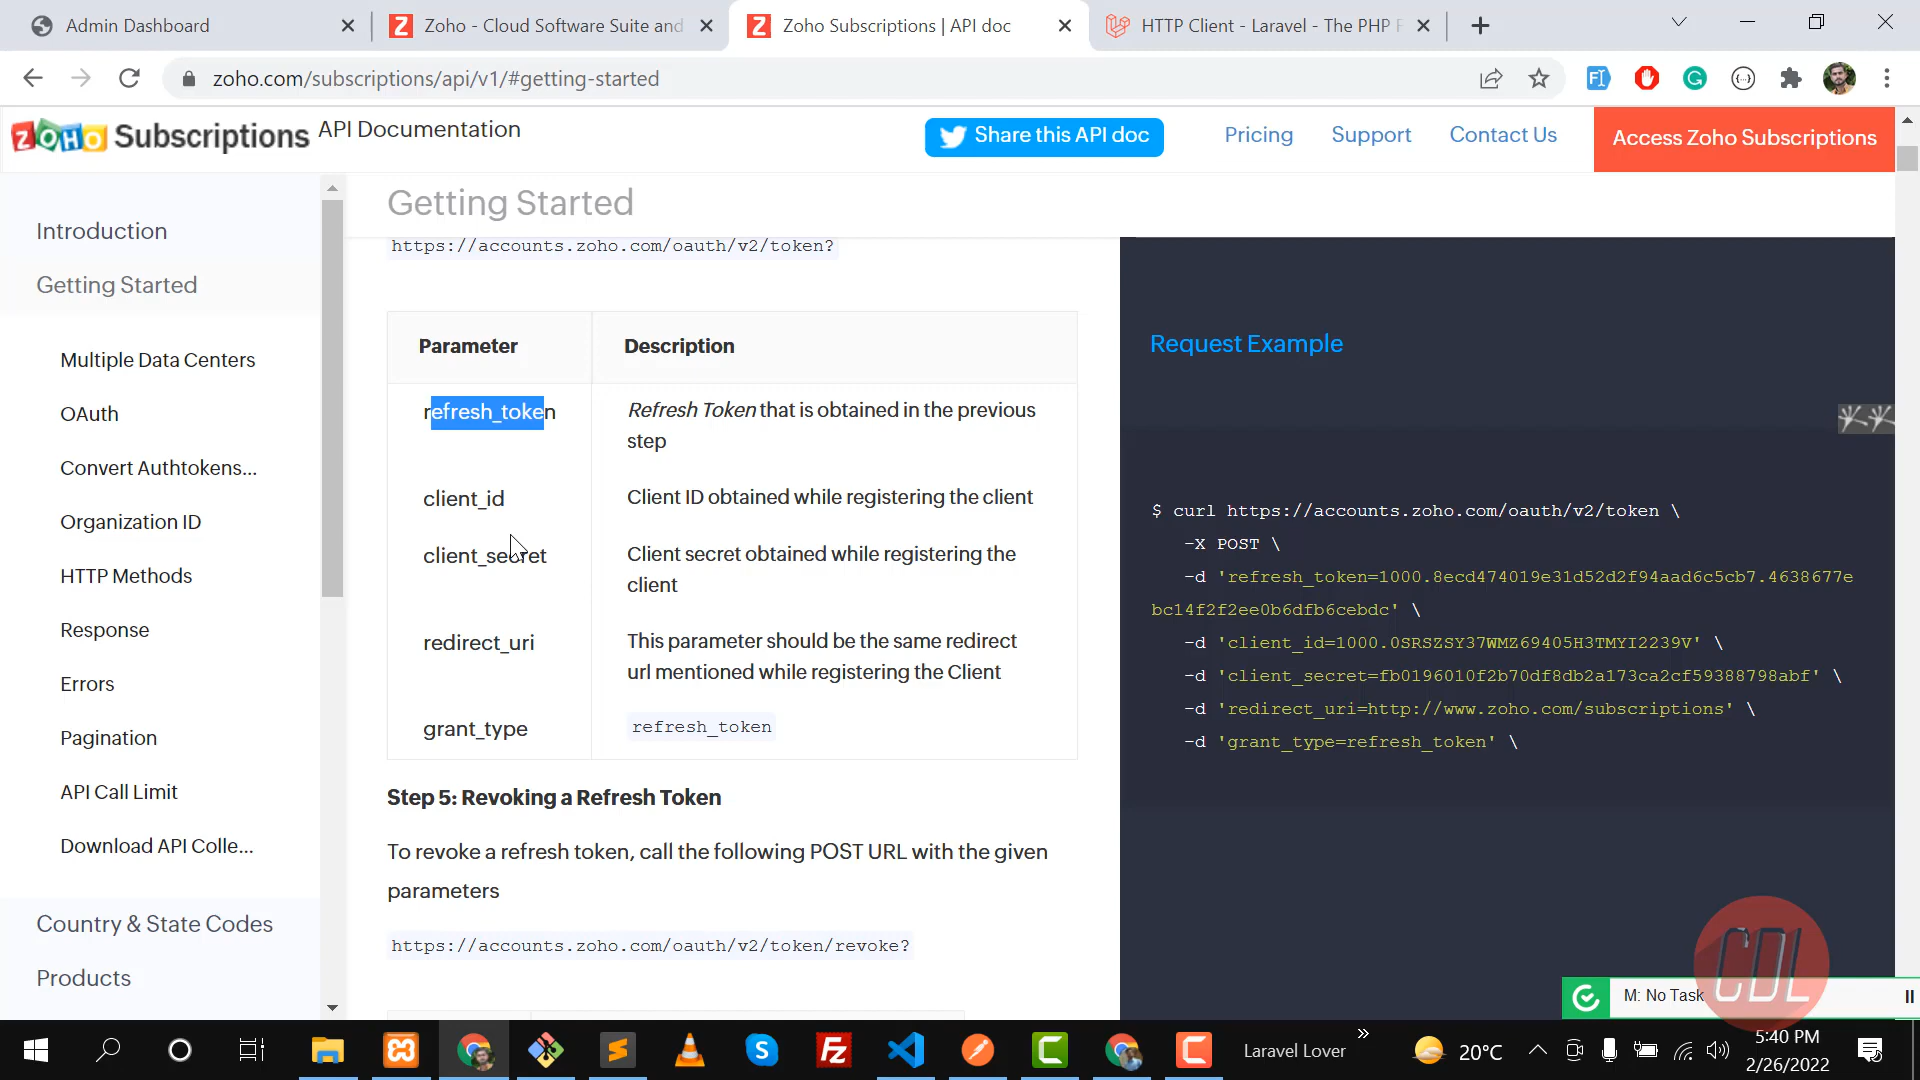 Admin Dashboard
Zoho - Cloud Software Suite and
Zoho Subscriptions | API doc
HTTP Client - Laravel - The PHP F
zoho.com/subscriptions/api/v1/#getting-started
ZOHO Subscriptions API Documentation
Share this API doc
Pricing
Support
Contact Us
Access Zoho Subscriptions
Introduction
Getting Started
Multiple Data Centers
OAuth
Convert Authtokens...
Organization ID
HTTP Methods
Response
Errors
Pagination
API Call Limit
Download API Colle...
Country & State Codes
Products
Getting Started
https://accounts.zoho.com/oauth/v2/token?
Parameter Description
refresh_token Refresh Token that is obtained in the previous
step
client_id Client ID obtained while registering the client
client_secret Client secret obtained while registering the
client
redirect_uri This parameter should be the same redirect
url mentioned while registering the Client
grant_type refresh_token
Step 5: Revoking a Refresh Token
To revoke a refresh token, call the following POST URL with the given
parameters
https://accounts.zoho.com/oauth/v2/token/revoke?
Request Example
$ curl https://accounts.zoho.com/oauth/v2/token \
-X POST \
-d 'refresh_token=1000.8ecd474019e31d52d2f94aad6c5cb7.4638677e
bc14f2f2ee0b6dfb6cebdc' \
-d 'client_id=1000.0SRSZSY37WMZ69405H3TMYI2239V' \
-d 'client_secret=fb0196010f2b70df8db2a173ca2cf59388798abf' \
-d 'redirect_uri=http://www.zoho.com/subscriptions' \
-d 'grant_type=refresh_token' \
CDL
M: No Task
Laravel Lover
20°C
5:40 PM
2/26/2022